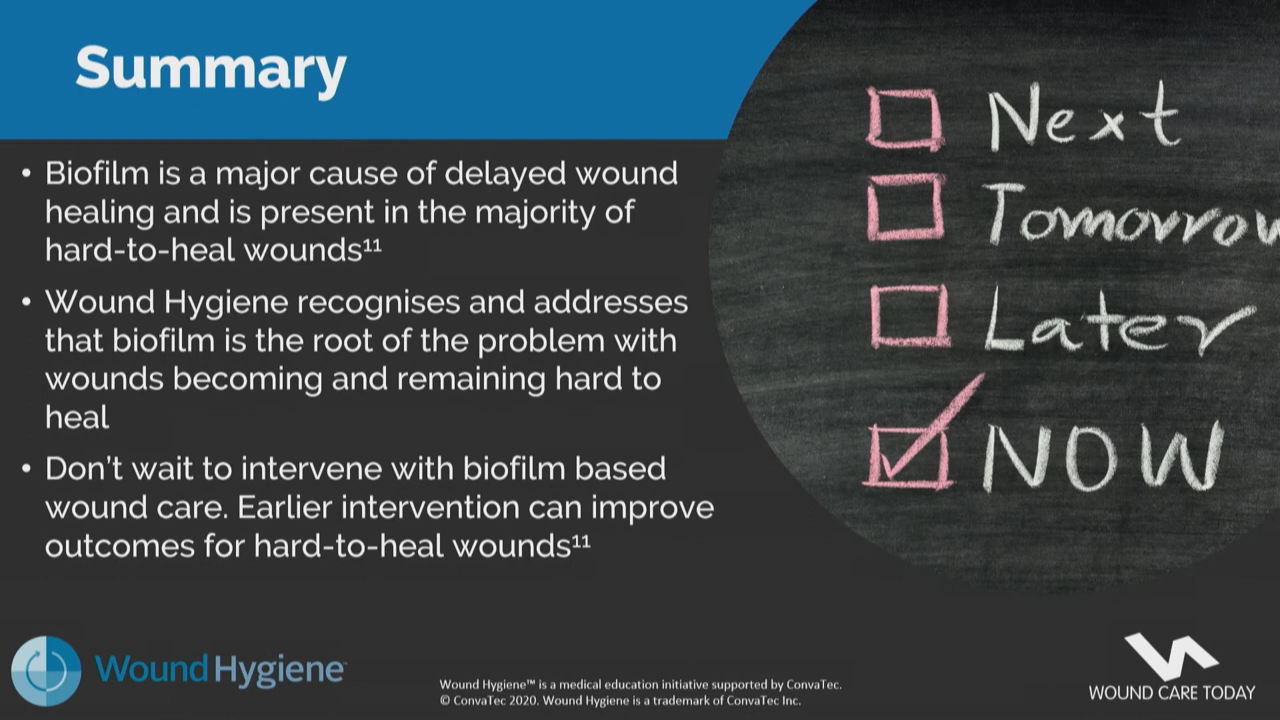 Summary
• Biofilm is a major cause of delayed wound
healing and is present in the majority of
hard-to-heal wounds¹¹
• Wound Hygiene recognises and addresses
that biofilm is the root of the problem with
wounds becoming and remaining hard to
heal
• Don't wait to intervene with biofilm based
wound care. Earlier intervention can improve
outcomes for hard-to-heal wounds¹¹
Next
Tomorrow
Later
NOW
WoundHygiene™
Wound Hygiene™ is a medical education initiative supported by ConvaTec.
© ConvaTec 2020. Wound Hygiene is a trademark of ConvaTec Inc.
WOUND CARE TODAY